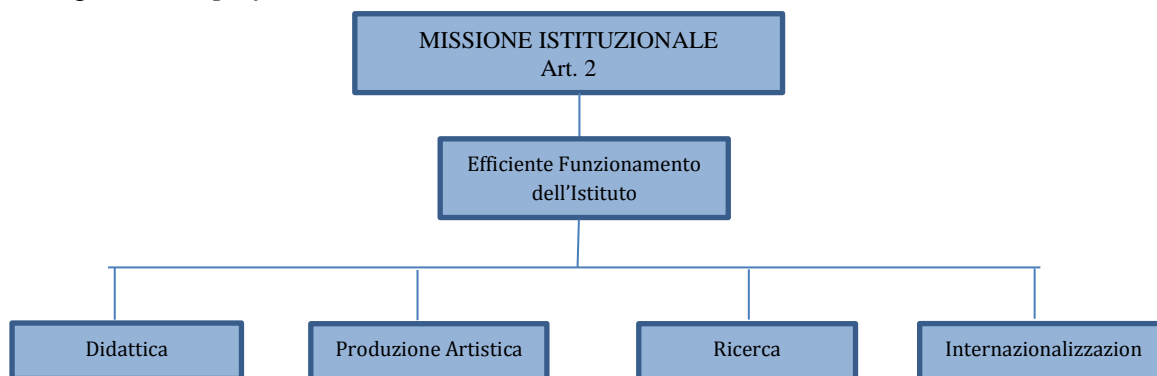 MISSIONE ISTITUZIONALE
Art. 2
Efficiente Funzionamento
dell’Istituto
Didattica
Produzione Artistica
Ricerca
Internazionalizzazion